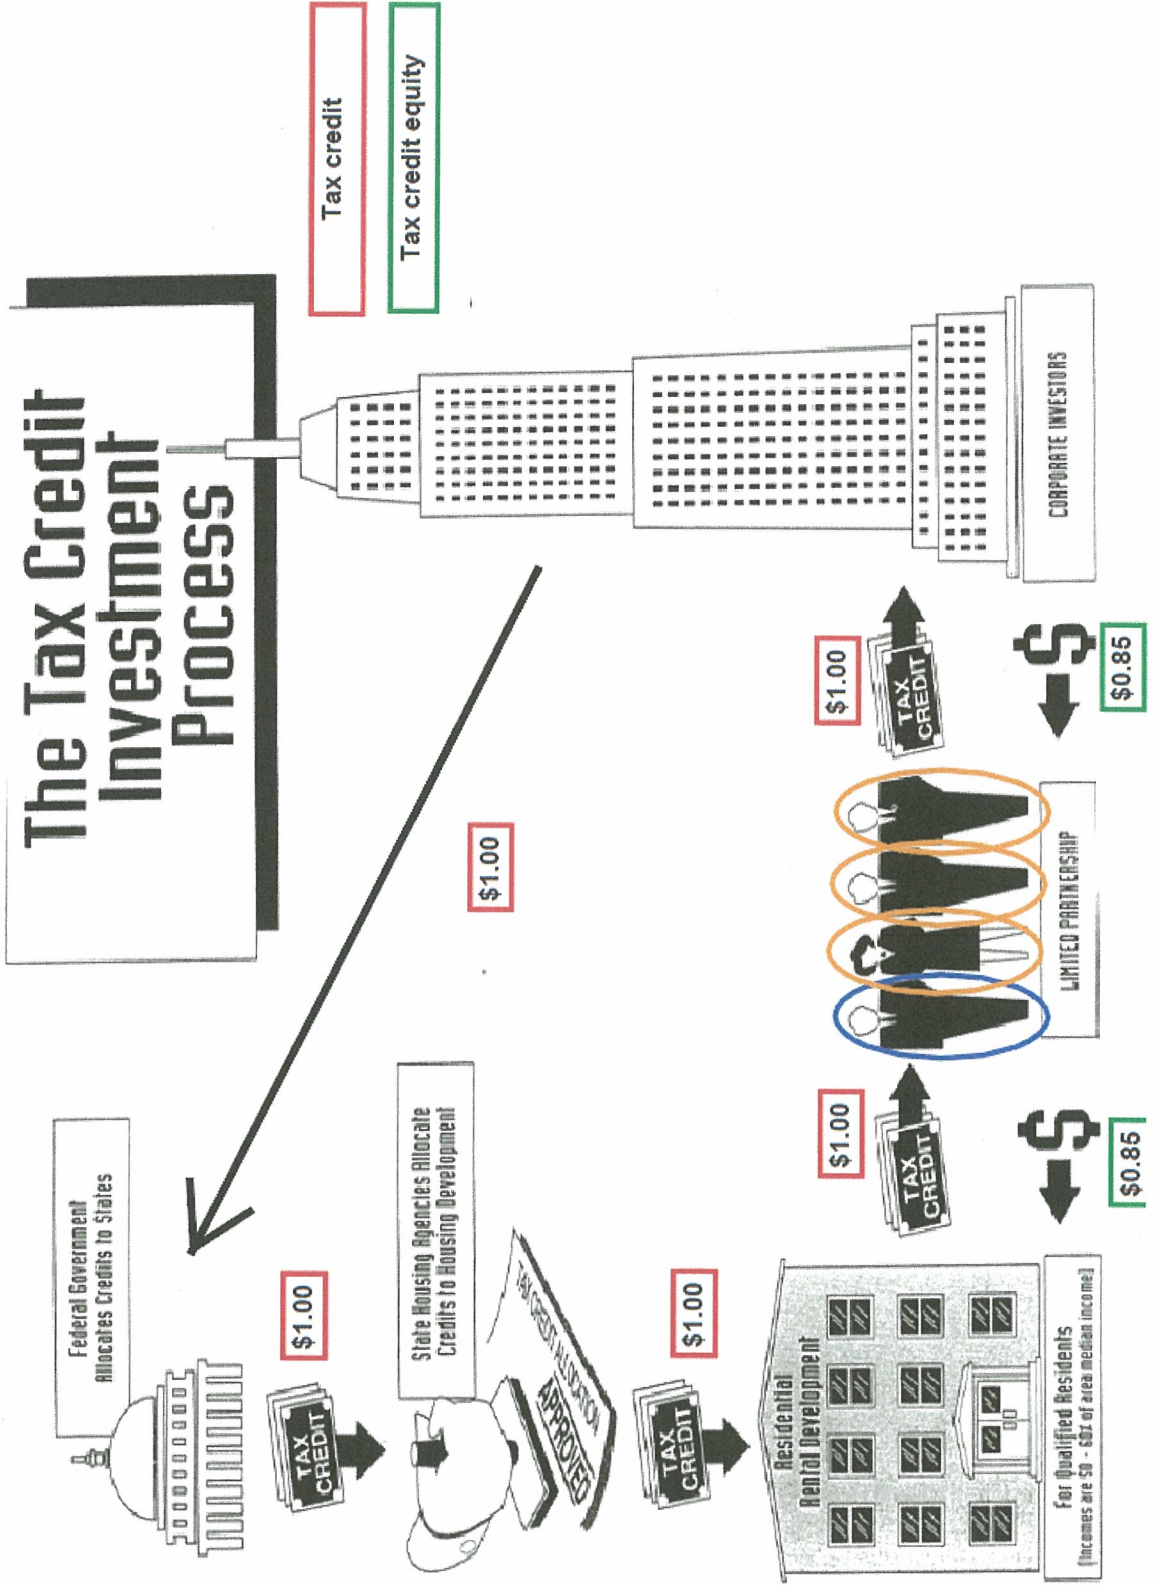 The Tax Credit
Investment
Process
Tax credit
Tax credit equity
Federal Government
Allocates Credits to States
$1.00
TAX
CREDIT
State Housing Agencies Allocate
Credits to Housing Development
TAX CREDIT ALLOCATION
APPROVED
$1.00
TAX
CREDIT
$1.00
Residential
Rental Development
For Qualified Residents
(Incomes are 50 - 60% of area median income)
$1.00
TAX
CREDIT
$
$0.85
LIMITED PARTNERSHIP
$1.00
TAX
CREDIT
$
$0.85
CORPORATE INVESTORS